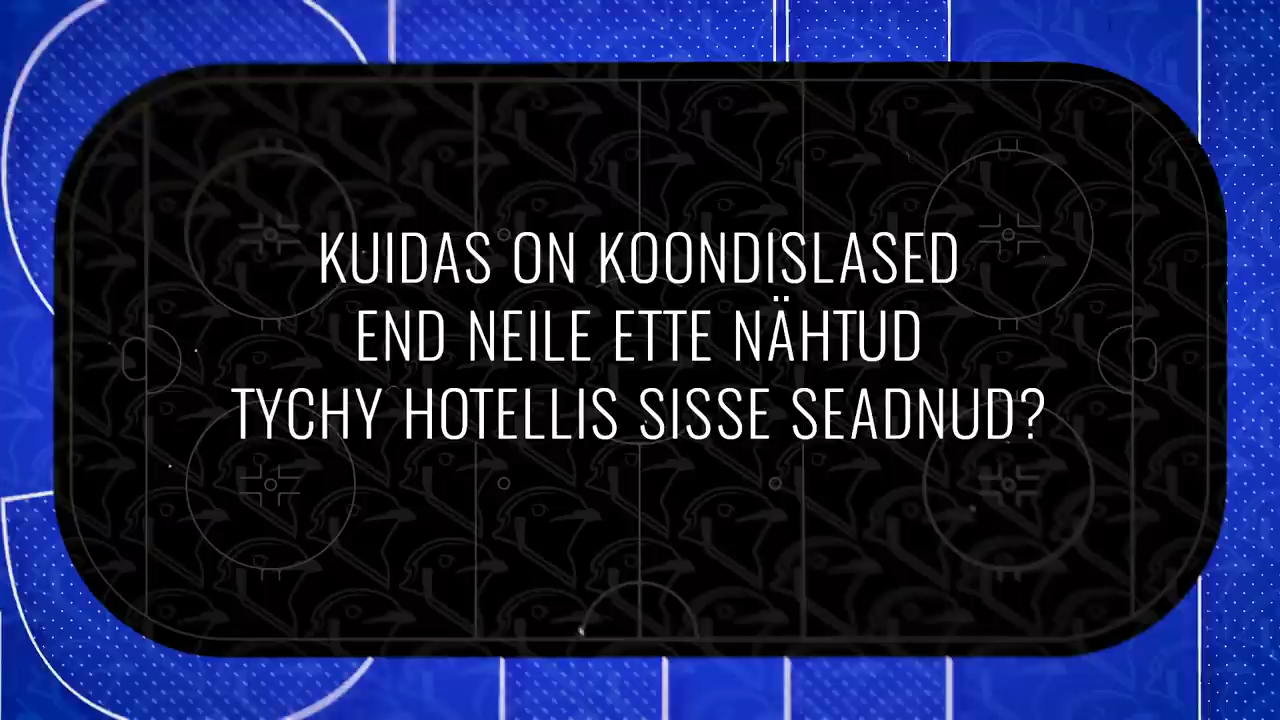 KUIDAS ON KOONDISLASED
END NEILE ETTE NÄHTUD
TYCHY HOTELLIS SISSE SEADNUD?